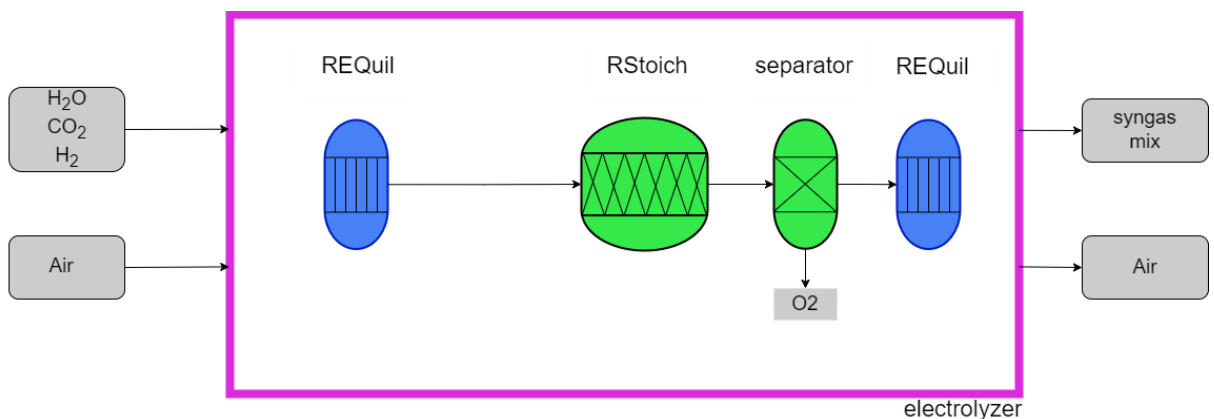 REQuil
RStoich
separator
REQuil
H₂O
CO₂
H₂
syngas
mix
Air
Air
O2
electrolyzer